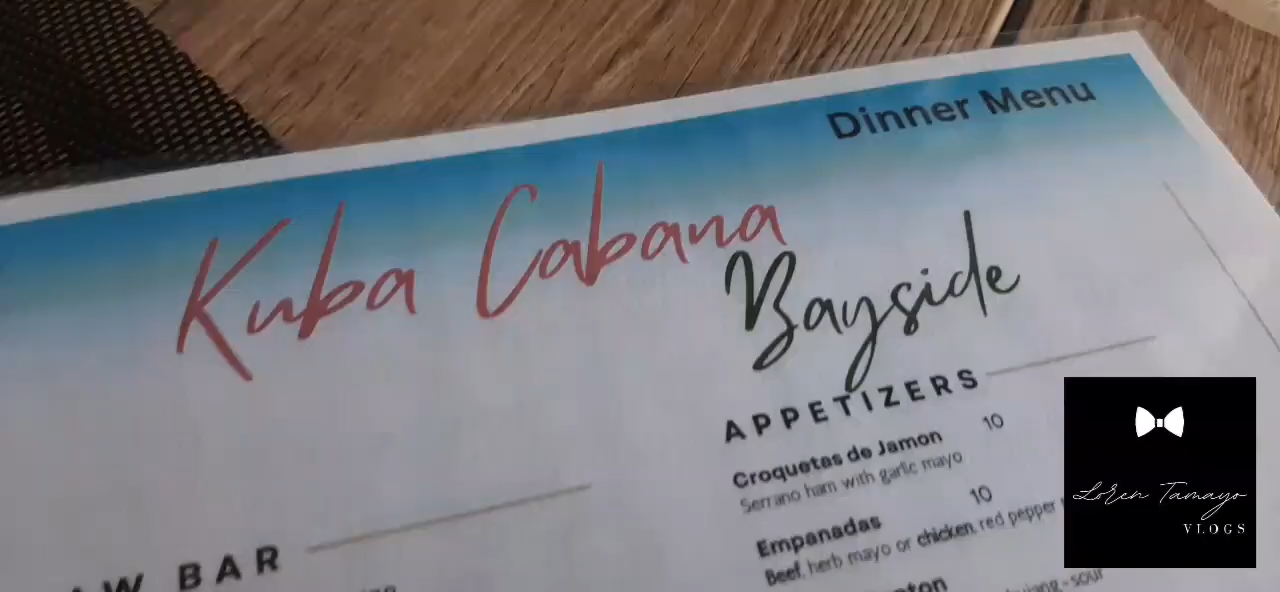 Dinner Menu
Kuba Cabana
Bayside
APPETIZERS
Croquetas de Jamon 10
Serrano ham with garlic mayo
Empanadas 10
Beef, herb mayo or chicken, red pepper
BAR
Loren Tamayo
VLOGS